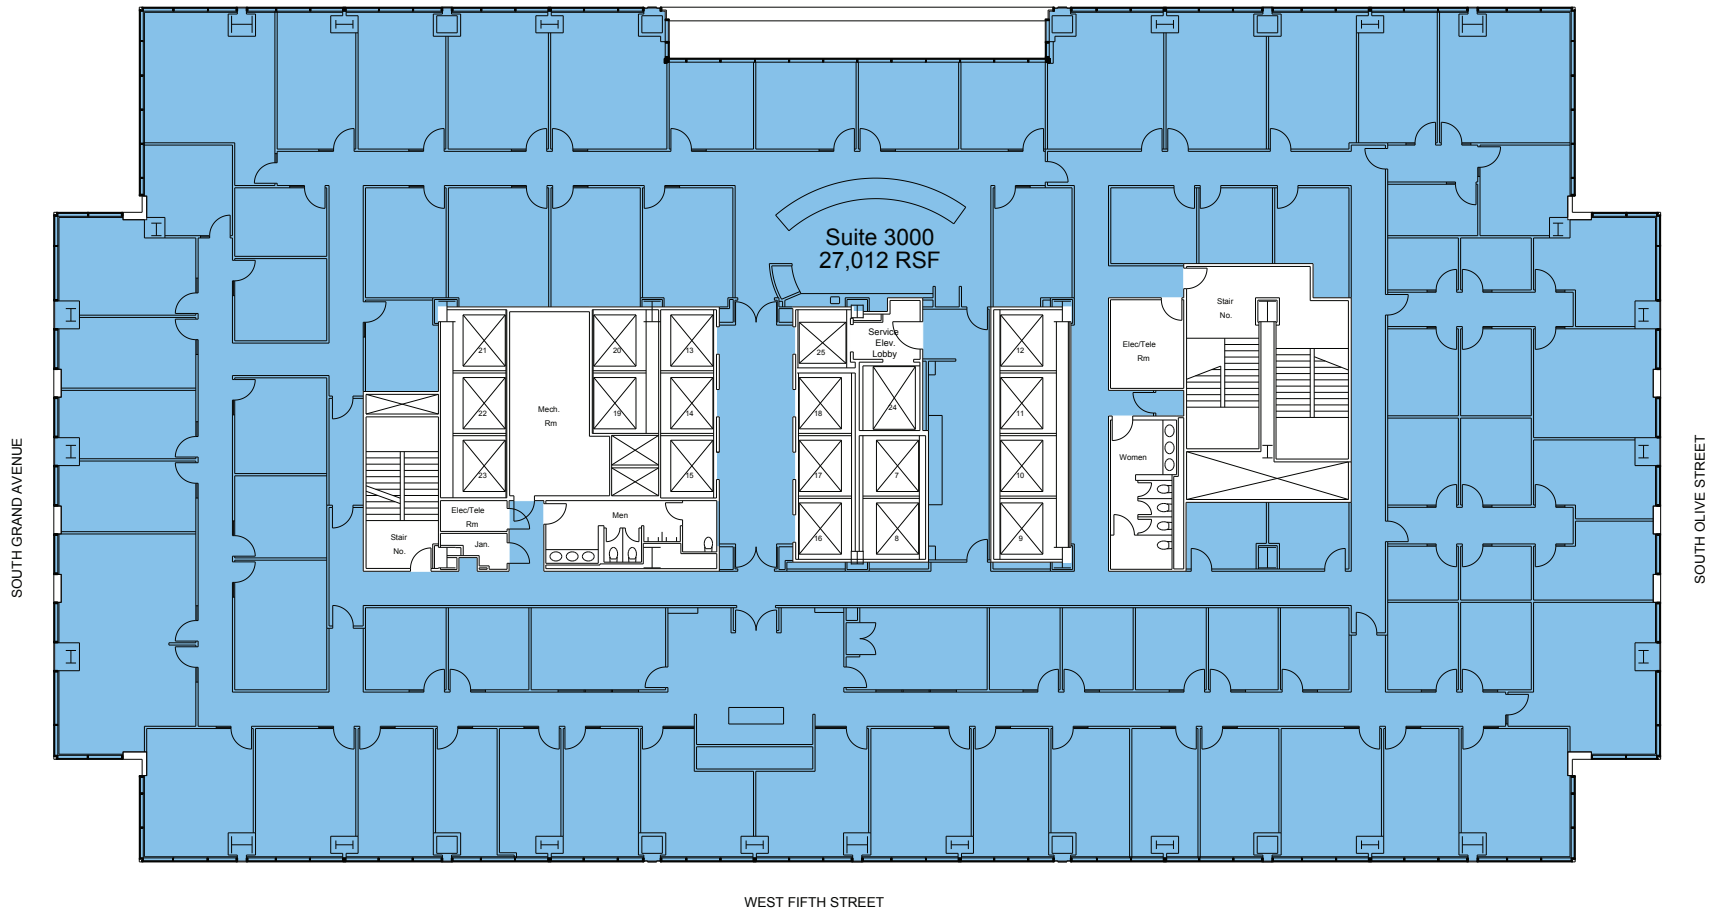 Suite 3000
27,012 RSF
Stair
No.
Service
Elev.
Lobby
21
20
13
25
12
Elec/Tele
Rm
22
19
14
18
24
11
Mech.
Rm
23
15
17
7
10
Women
Elec/Tele
Rm
Men
Stair
No.
Jan.
16
8
9
SOUTH GRAND AVENUE
SOUTH OLIVE STREET
WEST FIFTH STREET